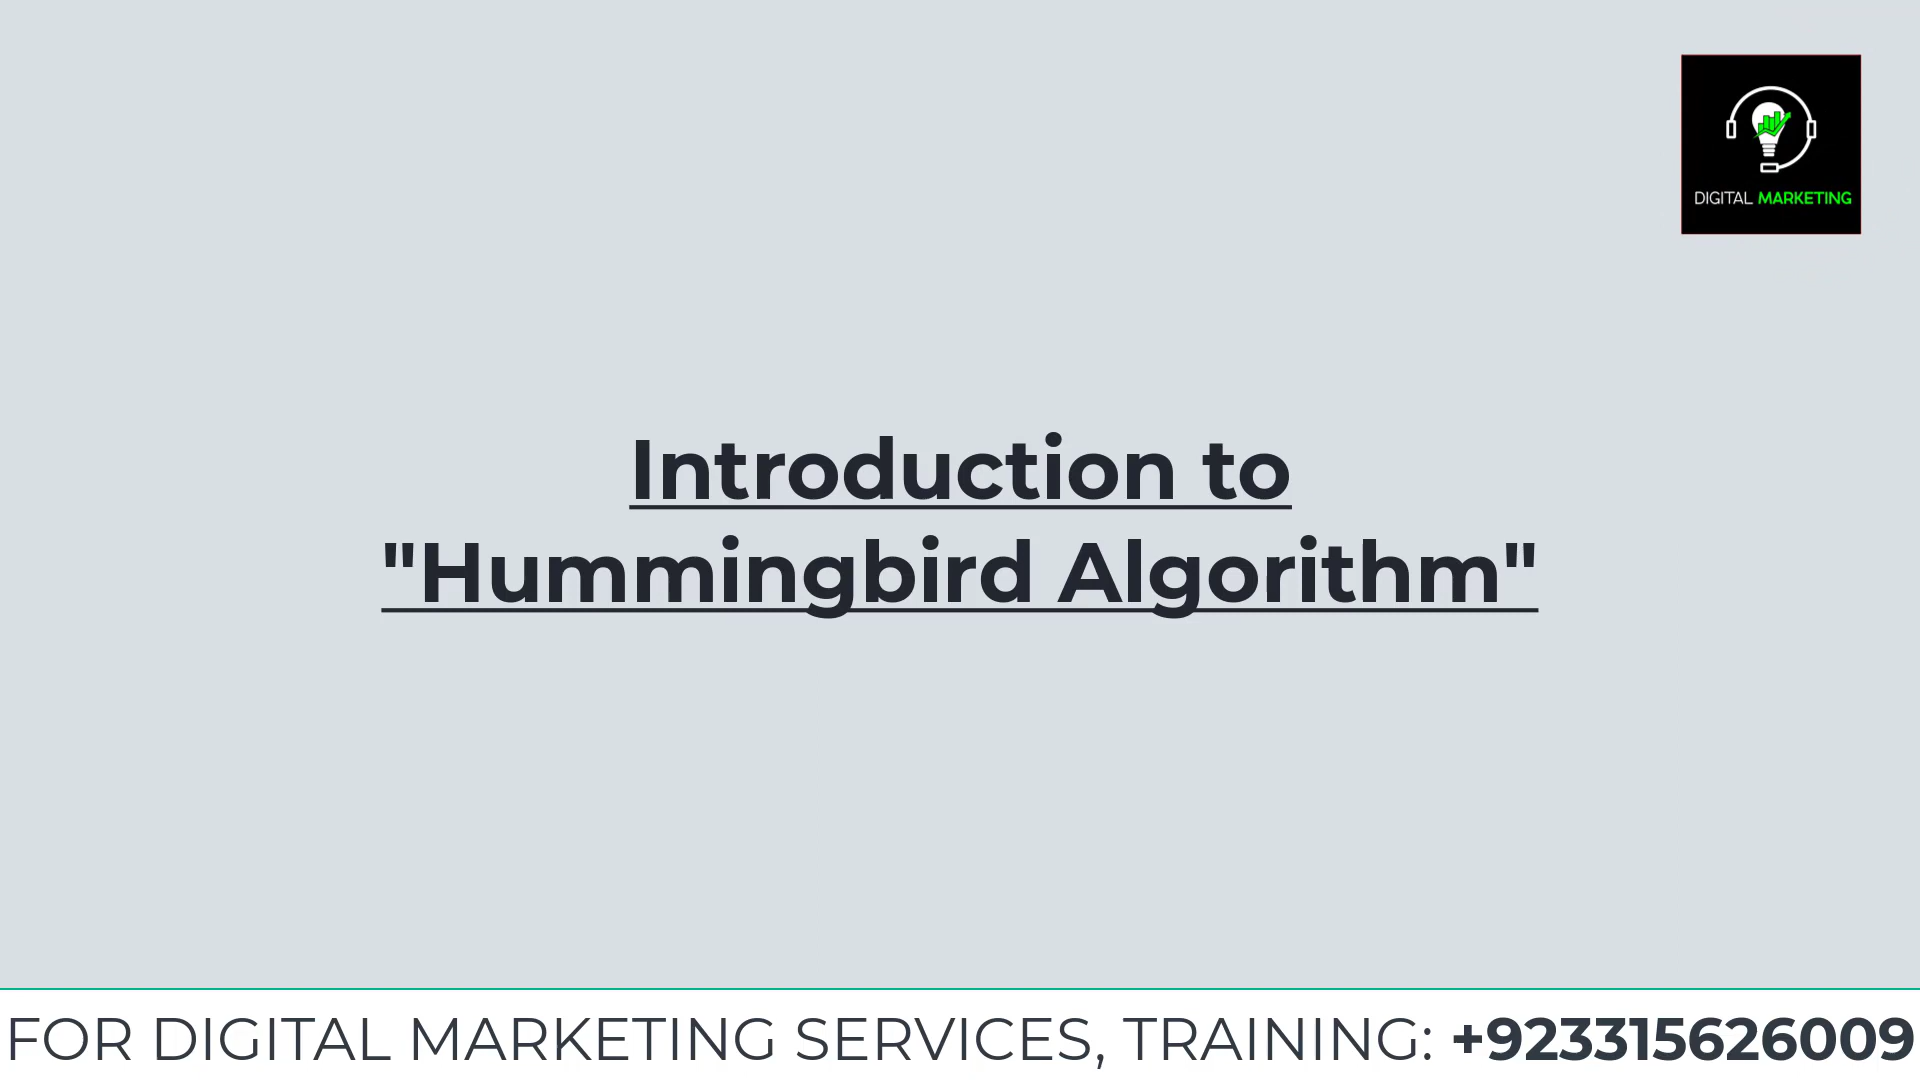 DIGITAL MARKETING
Introduction to
"Hummingbird Algorithm"
FOR DIGITAL MARKETING SERVICES, TRAINING: +923315626009